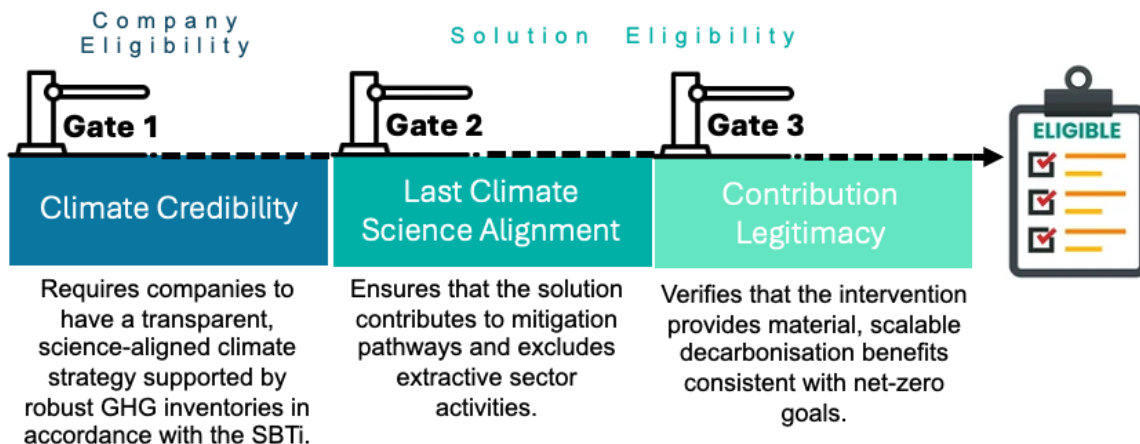 Company
Eligibility
Solution Eligibility
Gate 1
Gate 2
Gate 3
ELIGIBLE
Climate Credibility
Last Climate
Science Alignment
Contribution
Legitimacy
Requires companies to
have a transparent,
science-aligned climate
strategy supported by
robust GHG inventories in
accordance with the SBTi.
Ensures that the solution
contributes to mitigation
pathways and excludes
extractive sector
activities.
Verifies that the intervention
provides material, scalable
decarbonisation benefits
consistent with net-zero
goals.